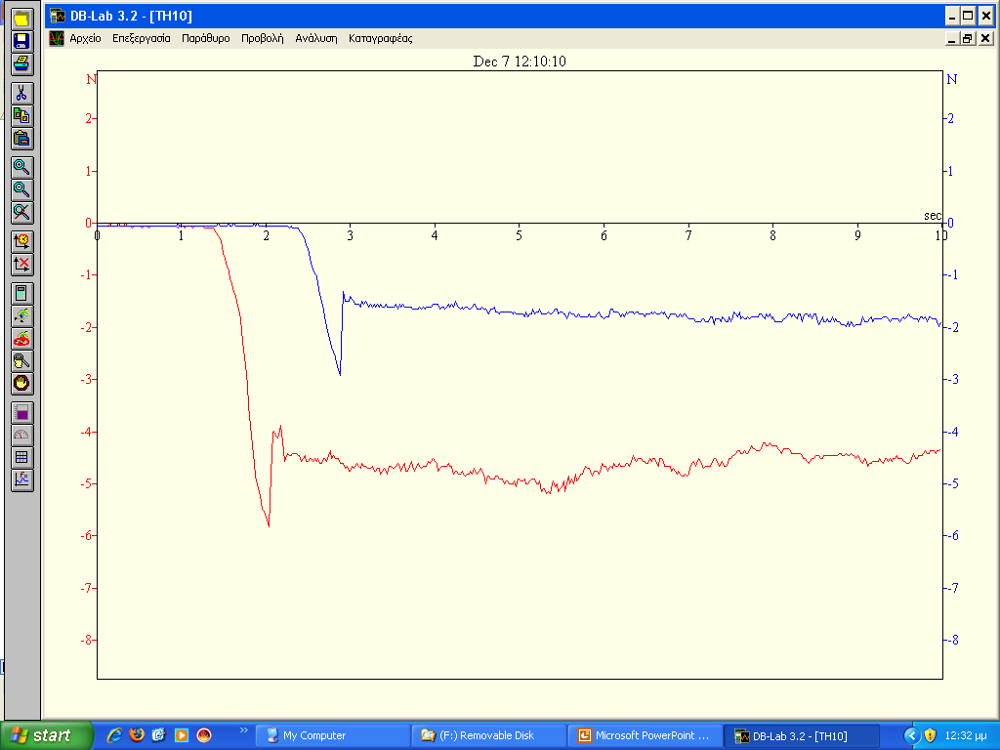 DB-Lab 3.2 - [TH10]
Αρχείο Επεξεργασία Παράθυρο Προβολή Ανάλυση Καταγραφέας
Dec 7 12:10:10
N N
2 2
1 1
sec
0 0
0 1 2 3 4 5 6 7 8 9 10
-1 -1
-2 -2
-3 -3
-4 -4
-5 -5
-6 -6
-7 -7
-8 -8
start My Computer (F:) Removable Disk Microsoft PowerPoint ... DB-Lab 3.2 - [TH10] 12:32 μμ